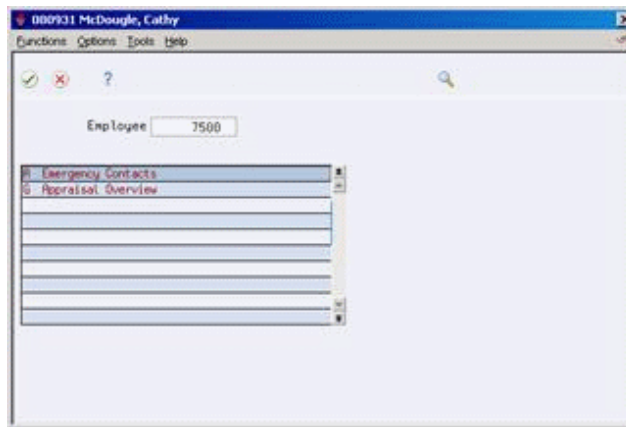 000931 McDougle, Cathy
Functions Options Tools Help
?
Employee 7500
A Emergency Contacts
G Appraisal Overview